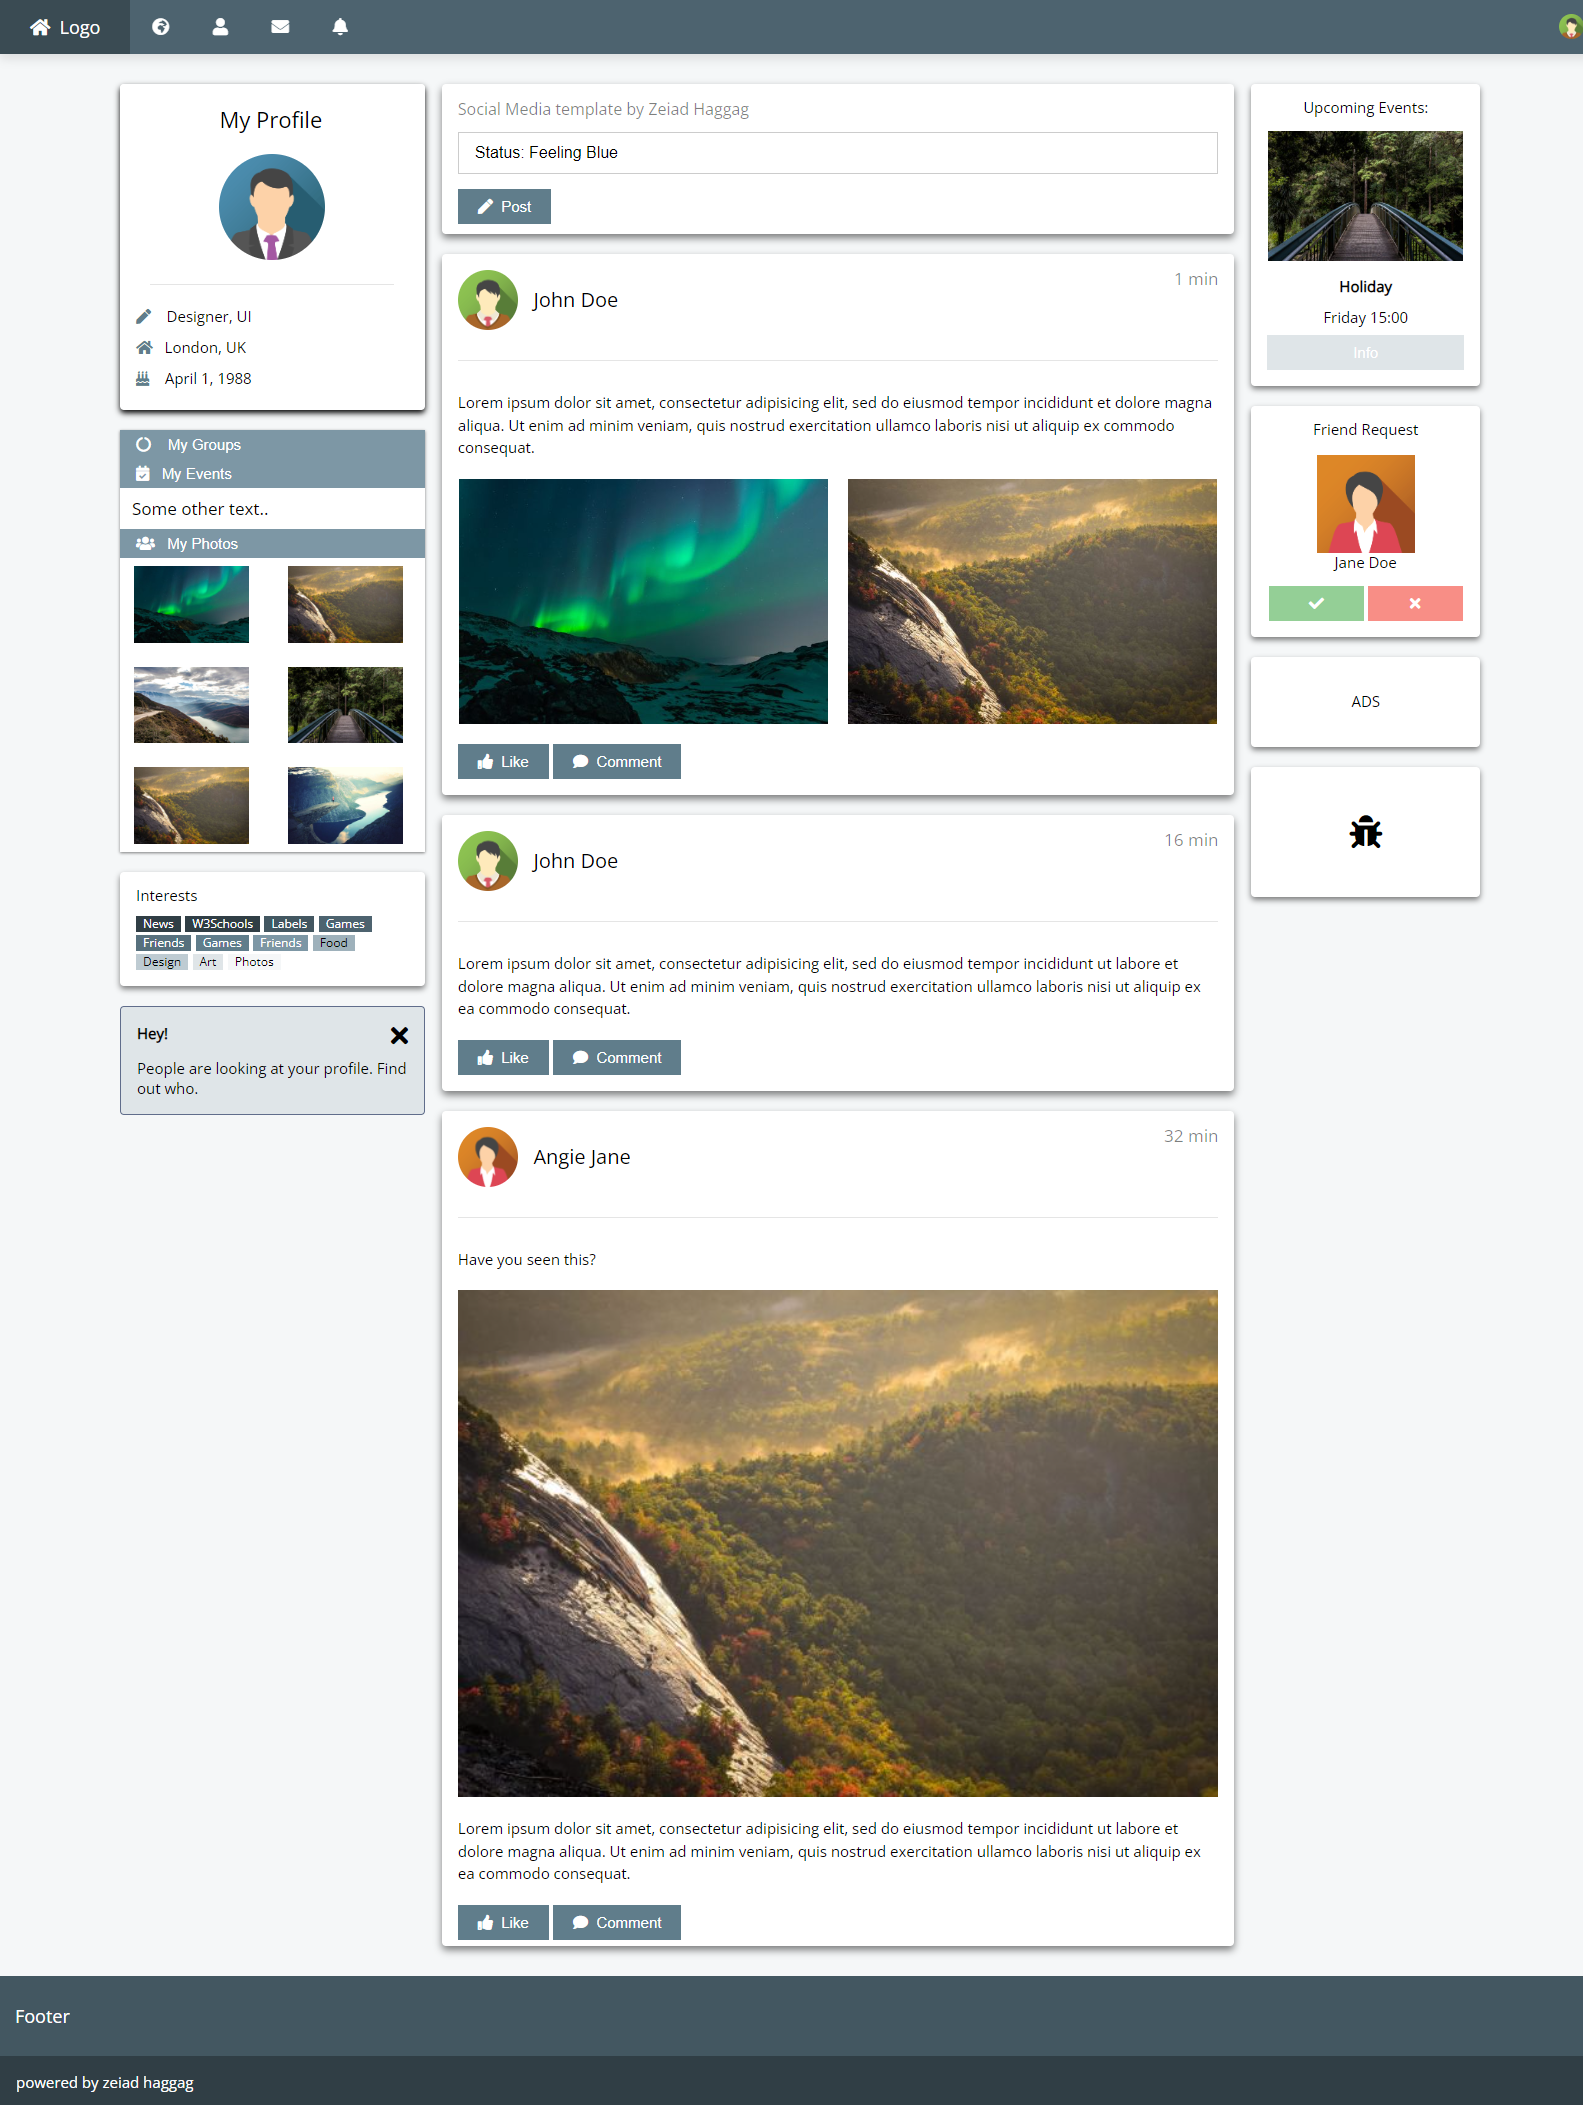 Logo
My Profile
Designer, UI
London, UK
April 1, 1988
My Groups
My Events
Some other text..
My Photos
Interests
News W3Schools Labels Games
Friends Games Friends Food
Design Art Photos
Hey!
People are looking at your profile. Find
out who.
Social Media template by Zeiad Haggag
Status: Feeling Blue
Post
John Doe
1 min
Lorem ipsum dolor sit amet, consectetur adipisicing elit, sed do eiusmod tempor incididunt et dolore magna
aliqua. Ut enim ad minim veniam, quis nostrud exercitation ullamco laboris nisi ut aliquip ex commodo
consequat.
Like Comment
John Doe
16 min
Lorem ipsum dolor sit amet, consectetur adipisicing elit, sed do eiusmod tempor incididunt ut labore et
dolore magna aliqua. Ut enim ad minim veniam, quis nostrud exercitation ullamco laboris nisi ut aliquip ex
ea commodo consequat.
Like Comment
Angie Jane
32 min
Have you seen this?
Lorem ipsum dolor sit amet, consectetur adipisicing elit, sed do eiusmod tempor incididunt ut labore et
dolore magna aliqua. Ut enim ad minim veniam, quis nostrud exercitation ullamco laboris nisi ut aliquip ex
ea commodo consequat.
Like Comment
Upcoming Events:
Holiday
Friday 15:00
Info
Friend Request
Jane Doe
ADS
Footer
powered by zeiad haggag